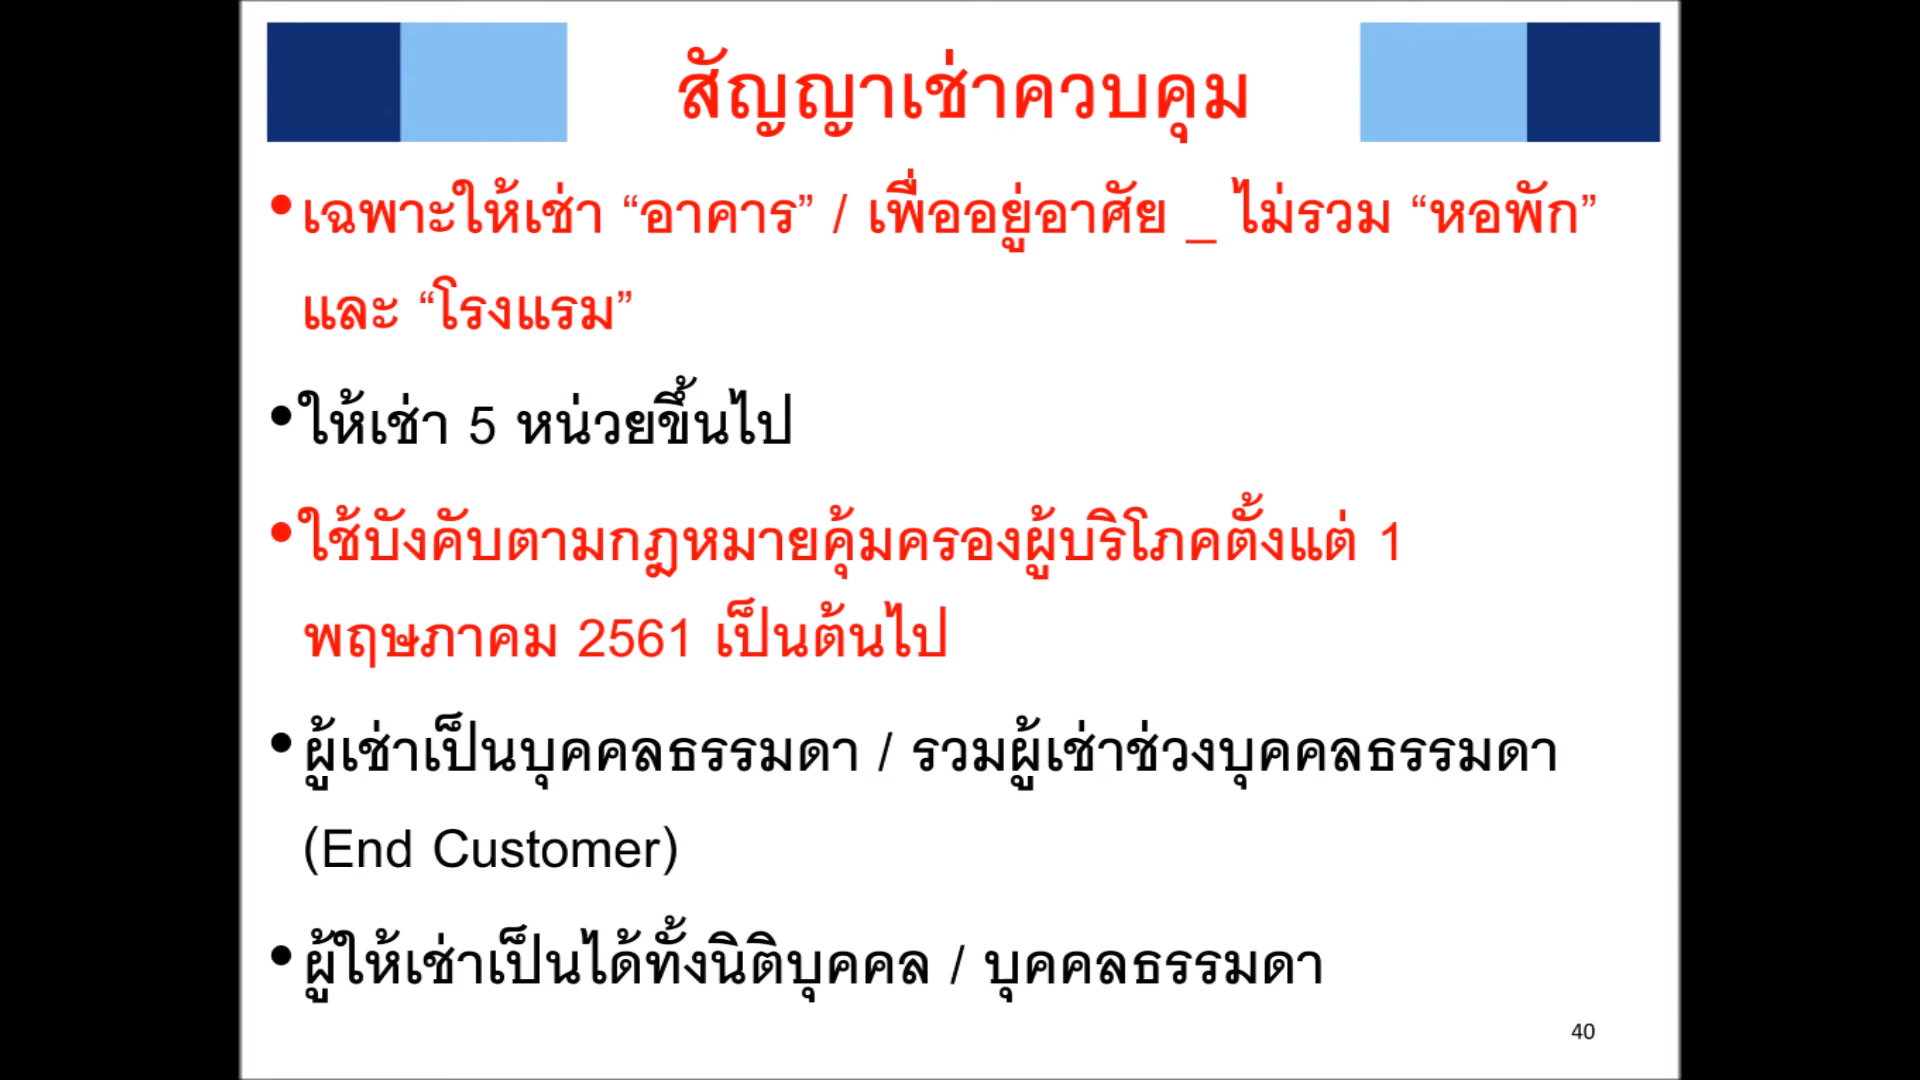 สัญญาเช่าควบคุม
•เฉพาะให้เช่า “อาคาร” / เพื่ออยู่อาศัย _ ไม่รวม “หอพัก”
และ “โรงแรม”
•ให้เช่า 5 หน่วยขึ้นไป
•ใช้บังคับตามกฎหมายคุ้มครองผู้บริโภคตั้งแต่ 1
พฤษภาคม 2561 เป็นต้นไป
•ผู้เช่าเป็นบุคคลธรรมดา / รวมผู้เช่าช่วงบุคคลธรรมดา
(End Customer)
•ผู้ให้เช่าเป็นได้ทั้งนิติบุคคล / บุคคลธรรมดา
40